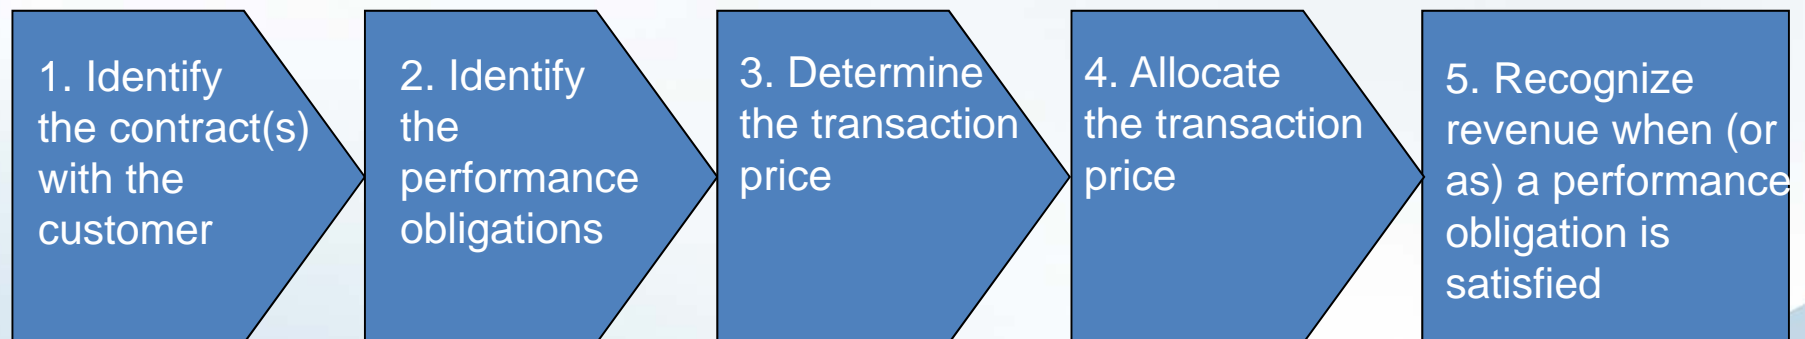 1. Identify
the contract(s)
with the
customer
2. Identify
the
performance
obligations
3. Determine
the transaction
price
4. Allocate
the transaction
price
5. Recognize
revenue when (or
as) a performance
obligation is
satisfied